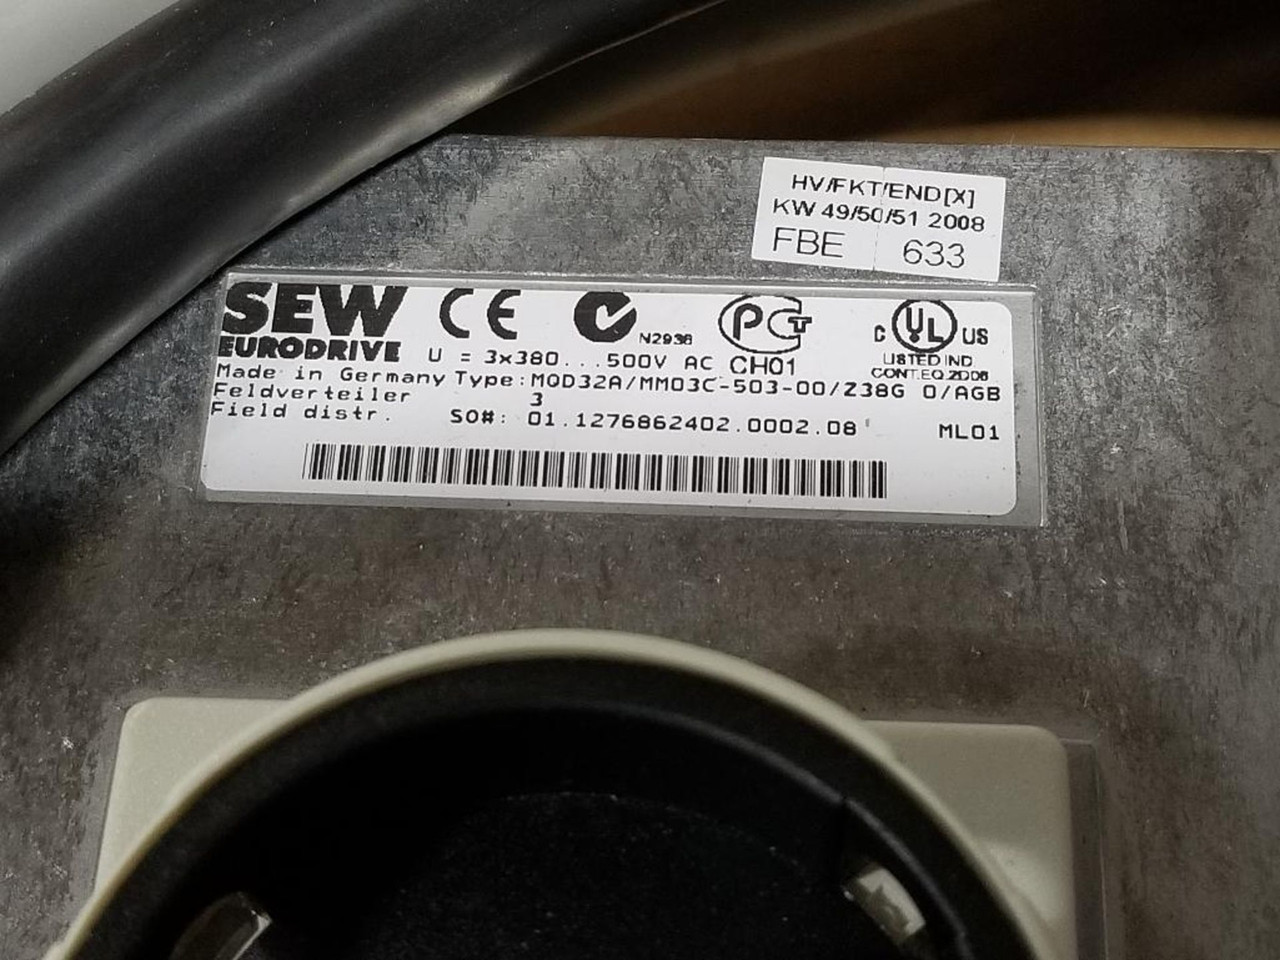 HV/FKT/END[X]
KW 49/50/51 2008
FBE 633
SEW
EURODRIVE
CE
N2936
PCT
C UL US
LISTED IND.
CONT.EQ. 2D06
U = 3x380...500V AC CH01
Made in Germany Type: MQD32A/MM03C-503-00/Z38G 0/AGB
Feldverteiler 3
Field distr. SO#: 01.1276862402.0002.08 ML01